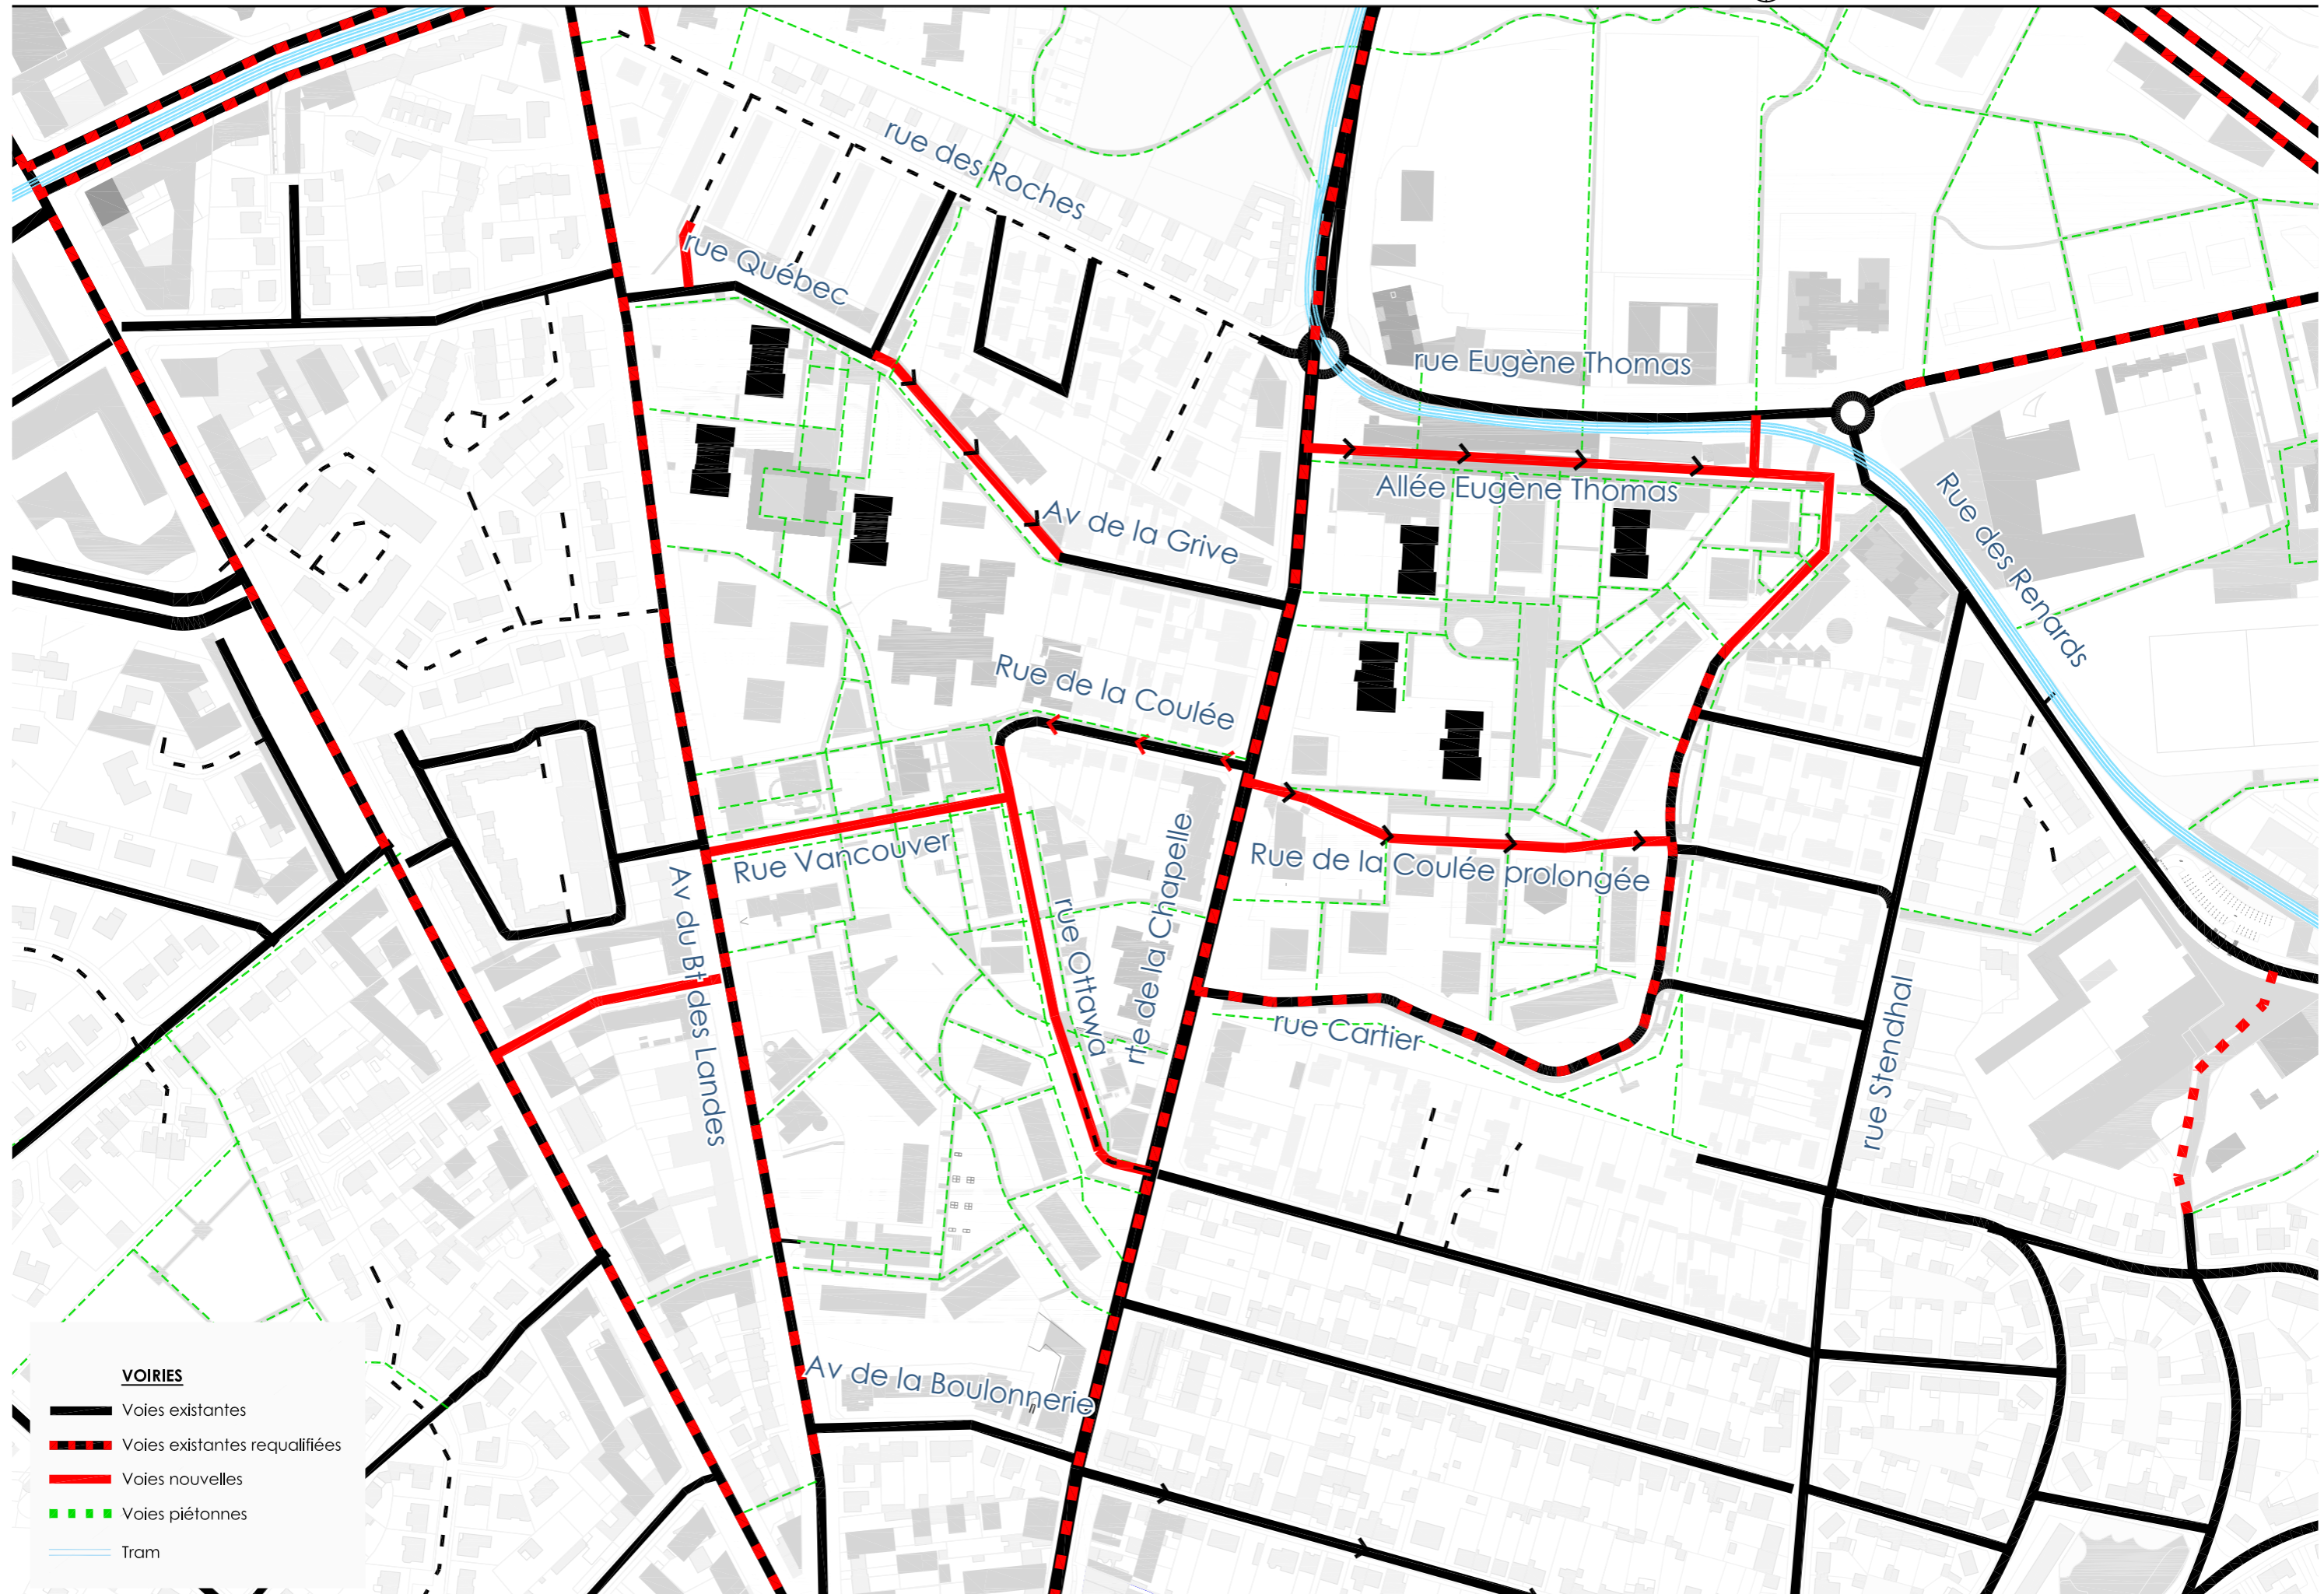 rue des Roches
rue Québec
rue Eugène Thomas
Allée Eugène Thomas
Rue des Renards
Av de la Grive
Rue de la Coulée
Rue Vancouver
Rue de la Coulée prolongée
Av du Bt des Landes
rue Ottawa
rte de la Chapelle
rue Cartier
rue Stendhal
Av de la Boulonnerie
VOIRIES
Voies existantes
Voies existantes requalifiées
Voies nouvelles
Voies piétonnes
Tram